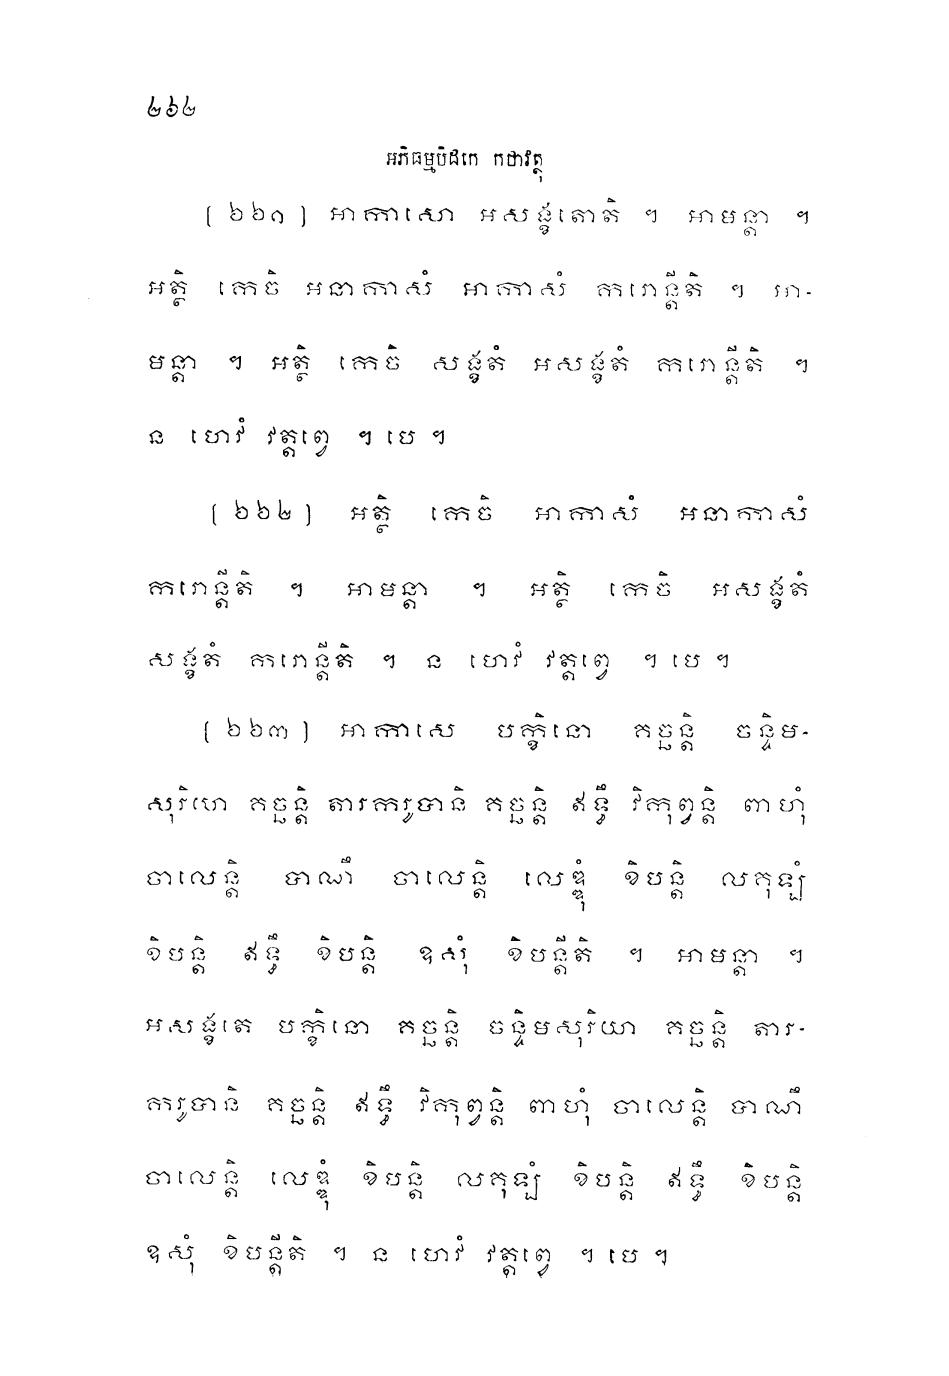 ២៦២
អភិធម្មបិដកេ កថាវត្ថុ
[ ៦៦១ ] អាកាសោ អសង្ខតោតិ ។ អាមន្តា ។
អត្ថិ កេចិ អនាកាសំ អាកាសំ ករោន្តីតិ ។ អា-
មន្តា ។ អត្ថិ កេចិ សង្ខតំ អសង្ខតំ ករោន្តីតិ ។
ន ហេវំ វត្តព្វេ ។ បេ ។
[ ៦៦២ ] អត្ថិ កេចិ អាកាសំ អនាកាសំ
ករោន្តីតិ ។ អាមន្តា ។ អត្ថិ កេចិ អសង្ខតំ
សង្ខតំ ករោន្តីតិ ។ ន ហេវំ វត្តព្វេ ។ បេ ។
[ ៦៦៣ ] អាកាសេ បក្ខិនោ គច្ឆន្តិ ចន្ទិម-
សុរិយា គច្ឆន្តិ តារករូបានិ គច្ឆន្តិ ឥទ្ធឹ វិកុព្វន្តិ ពាហុំ
ចាលេន្តិ បាណឹ ចាលេន្តិ លេឌ្ឌុំ ខិបន្តិ លគុឡំ
ខិបន្តិ ឥទ្ធឹ ខិបន្តិ ឧសុំ ខិបន្តីតិ ។ អាមន្តា ។
អសង្ខតេ បក្ខិនោ គច្ឆន្តិ ចន្ទិមសុរិយា គច្ឆន្តិ តារ-
ករូបានិ គច្ឆន្តិ ឥទ្ធឹ វិកុព្វន្តិ ពាហុំ ចាលេន្តិ បាណឹ
ចាលេន្តិ លេឌ្ឌុំ ខិបន្តិ លគុឡំ ខិបន្តិ ឥទ្ធឹ ខិបន្តិ
ឧសុំ ខិបន្តីតិ ។ ន ហេវំ វត្តព្វេ ។ បេ ។